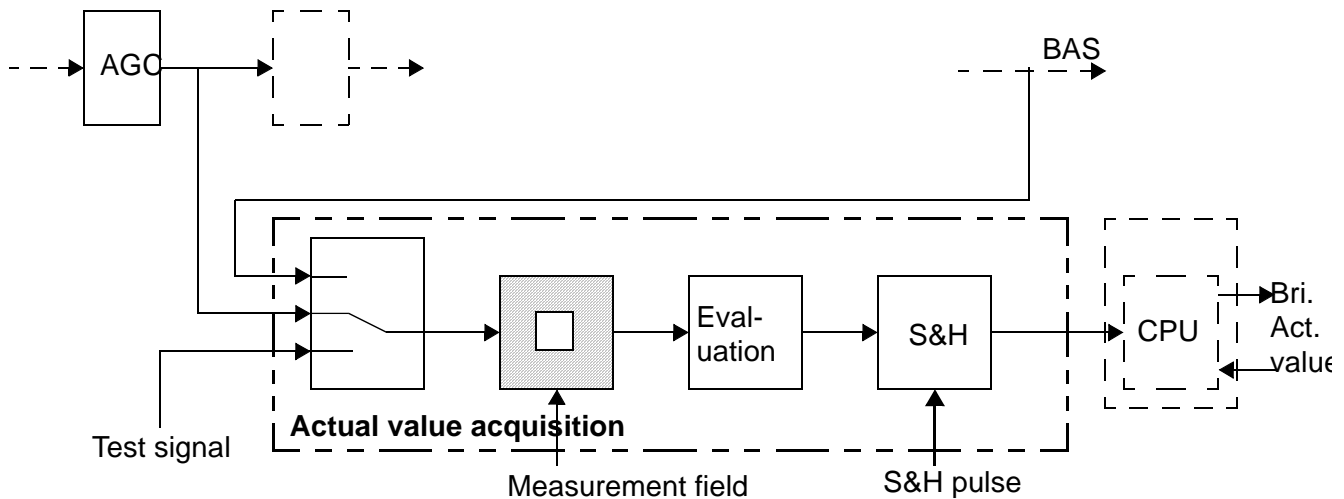 BAS
AGC
Eval-
uation
S&H
CPU
Bri.
Act.
value
Actual value acquisition
Test signal
Measurement field
S&H pulse